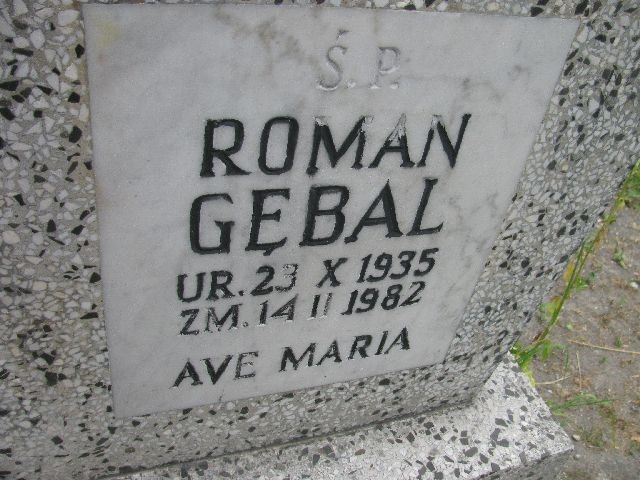 Ś.P.
ROMAN
GĘBAL
UR. 23 X 1935
ZM. 14 II 1982
AVE MARIA